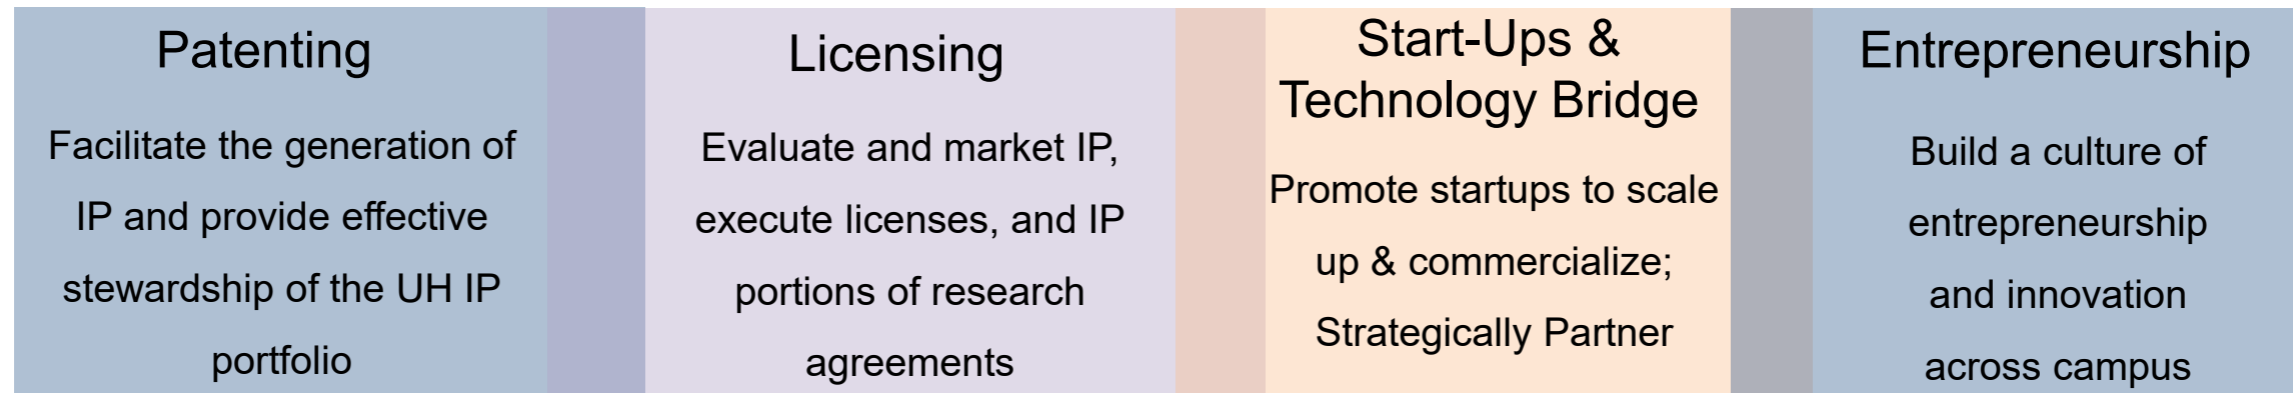 Patenting
Facilitate the generation of
IP and provide effective
stewardship of the UH IP
portfolio
Licensing
Evaluate and market IP,
execute licenses, and IP
portions of research
agreements
Start-Ups &
Technology Bridge
Promote startups to scale
up & commercialize;
Strategically Partner
Entrepreneurship
Build a culture of
entrepreneurship
and innovation
across campus